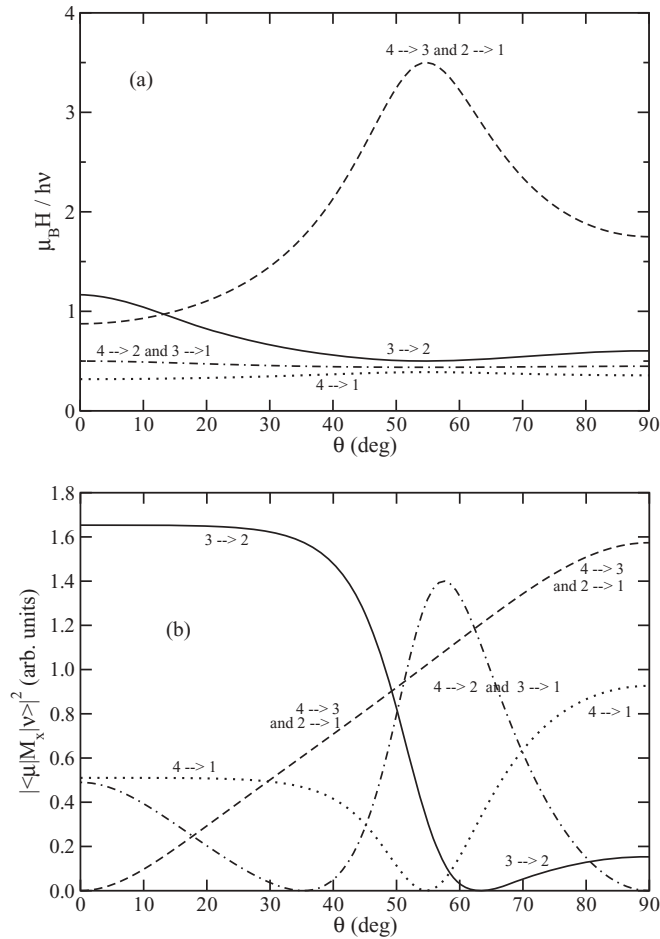 4
4 --> 3 and 2 --> 1
(a)
3
μ_B H / hν
2
1
4 --> 2 and 3 -->1
3 --> 2
4 --> 1
0
0 10 20 30 40 50 60 70 80 90
θ (deg)
1.8
1.6
3 --> 2
4 --> 3
and 2 --> 1
1.4
1.2
(b)
|<μ|M_x|ν>|² (arb. units)
1.0
4 --> 2 and 3 --> 1
0.8
4 --> 3
and 2 --> 1
4 --> 1
0.6
4 --> 1
0.4
0.2
3 --> 2
0.0
0.0 10 20 30 40 50 60 70 80 90
θ (deg)